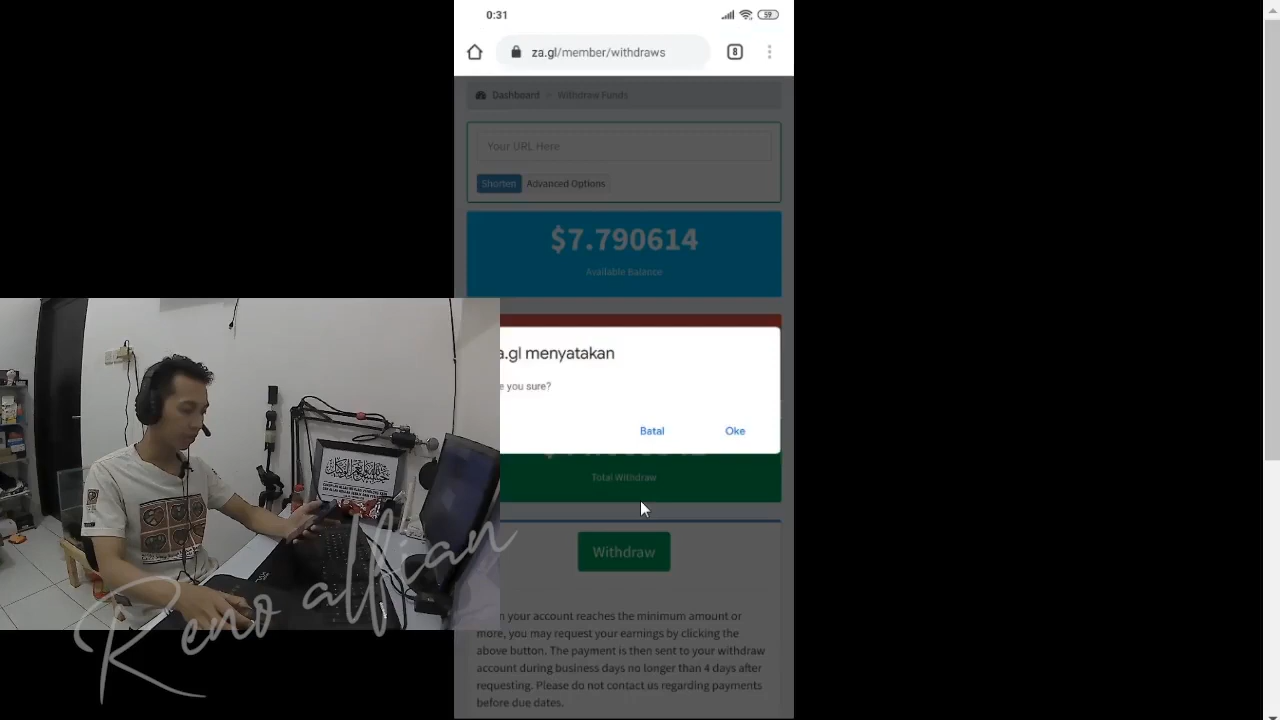 0:31
59
za.gl/member/withdraws
8
Dashboard > Withdraw Funds
Your URL Here
Shorten Advanced Options
$7.790614
Available Balance
a.gl menyatakan
e you sure?
Batal Oke
Total Withdraw
Withdraw
n your account reaches the minimum amount or
more, you may request your earnings by clicking the
above button. The payment is then sent to your withdraw
account during business days no longer than 4 days after
requesting. Please do not contact us regarding payments
before due dates.
Reno alfian